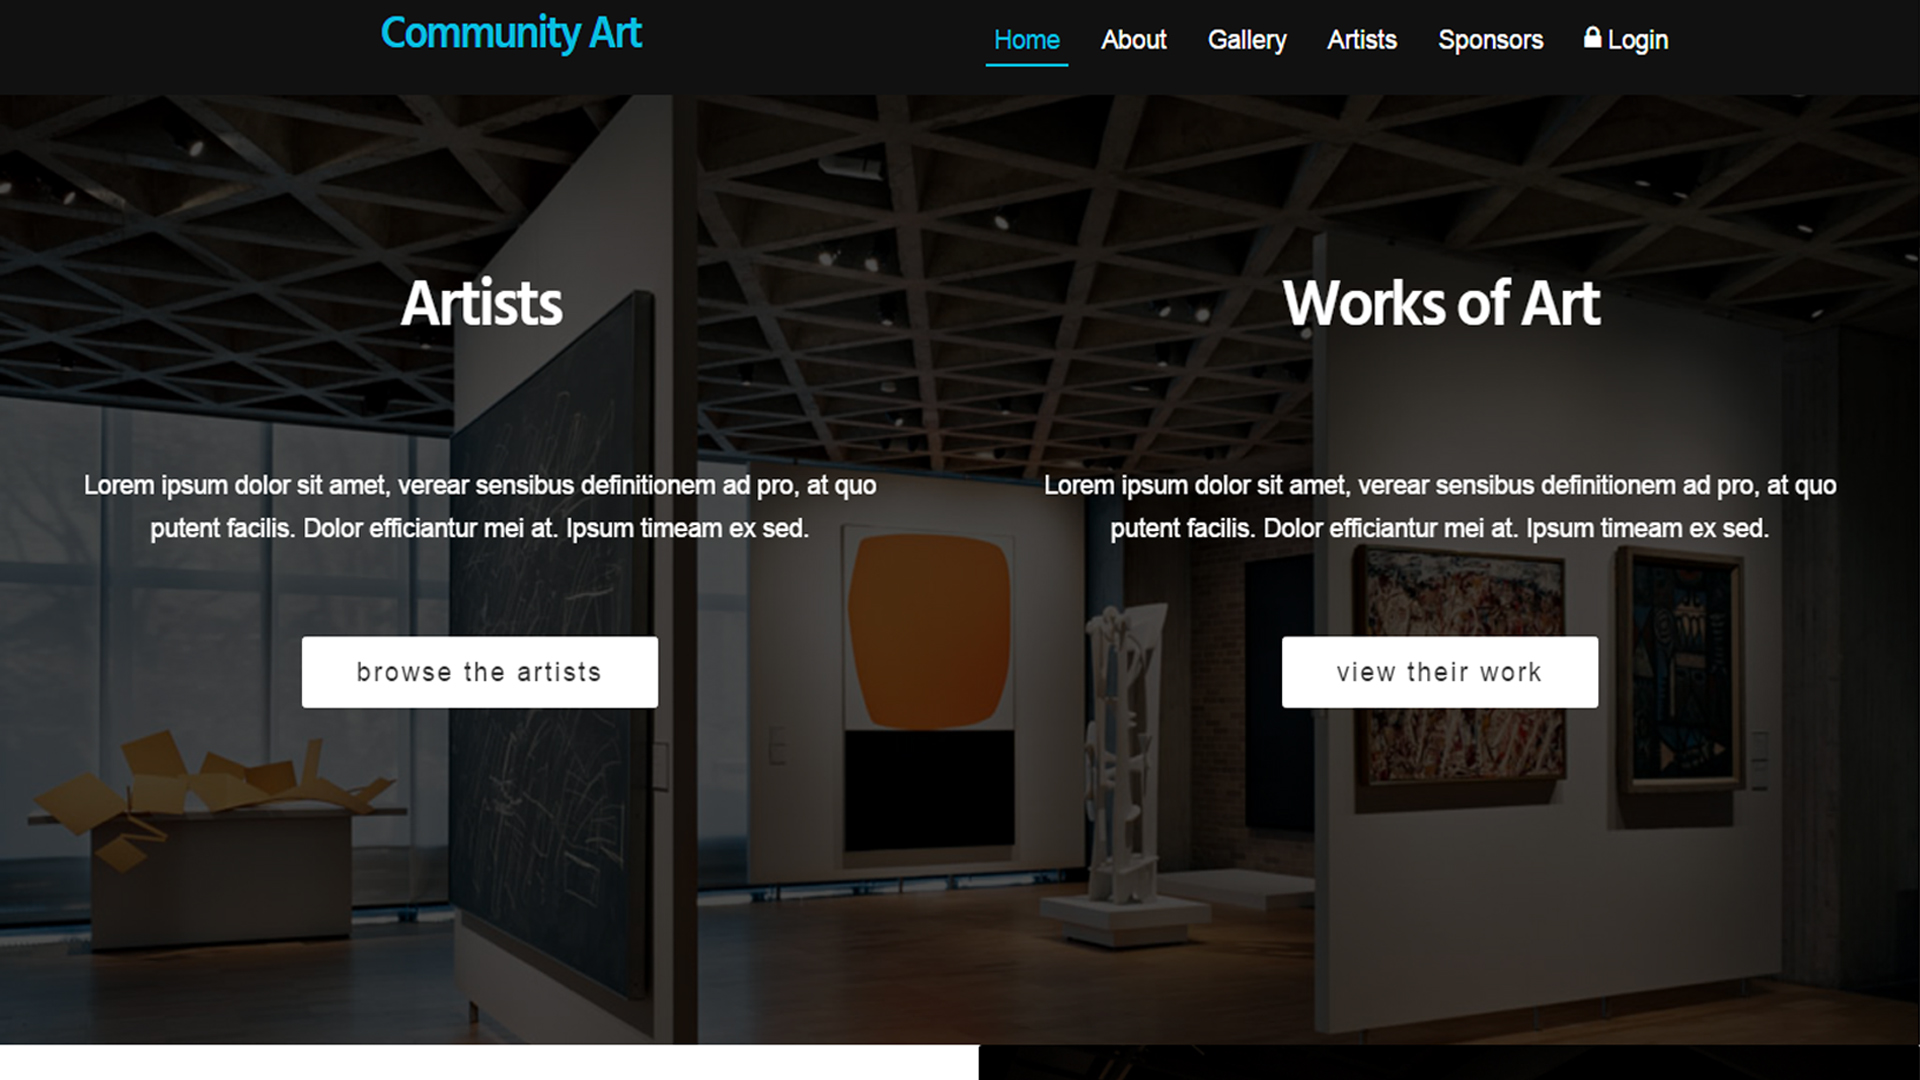 Community Art
Home About Gallery Artists Sponsors Login
Artists
Lorem ipsum dolor sit amet, verear sensibus definitionem ad pro, at quo
putent facilis. Dolor efficiantur mei at. Ipsum timeam ex sed.
browse the artists
Works of Art
Lorem ipsum dolor sit amet, verear sensibus definitionem ad pro, at quo
putent facilis. Dolor efficiantur mei at. Ipsum timeam ex sed.
view their work